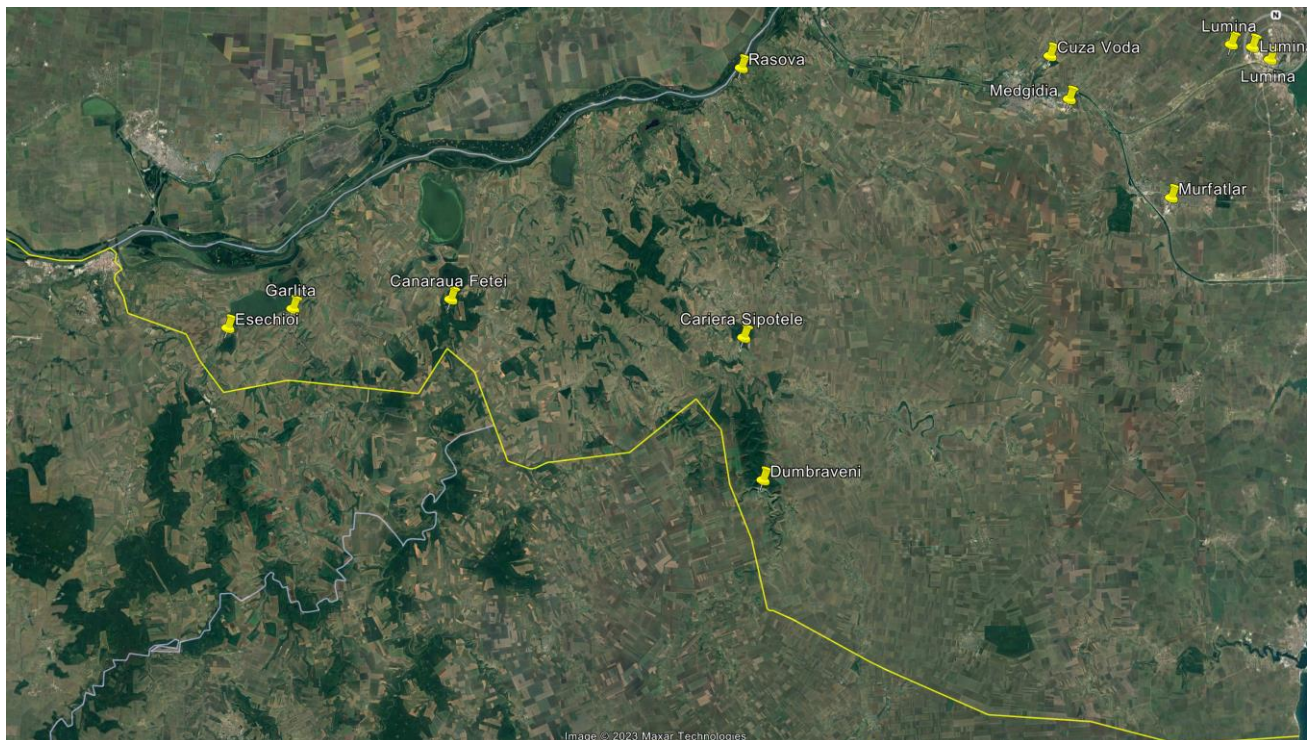 N
Lumina
Rasova
Cuza Voda
Lumina
Lumina
Medgidia
Murfatlar
Canaraua Fetei
Garlita
Esechioi
Cariera Sipotele
Dumbraveni
Image © 2023 Maxar Technologies